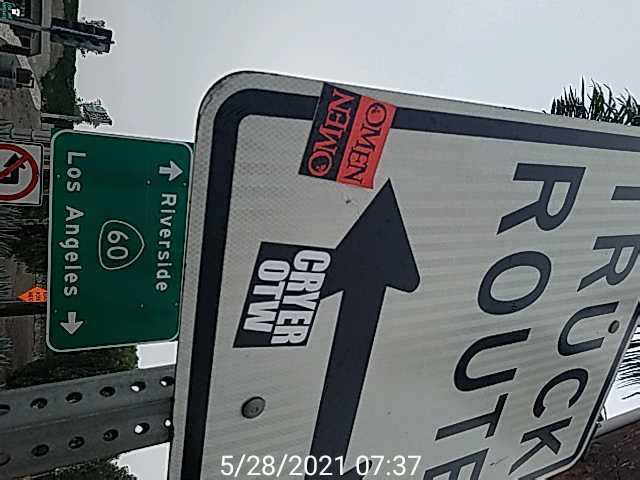 TRUCK
ROUTE
OMEN
OMEN
CRYER
OTW
Riverside
60
Los Angeles
5/28/2021 07:37